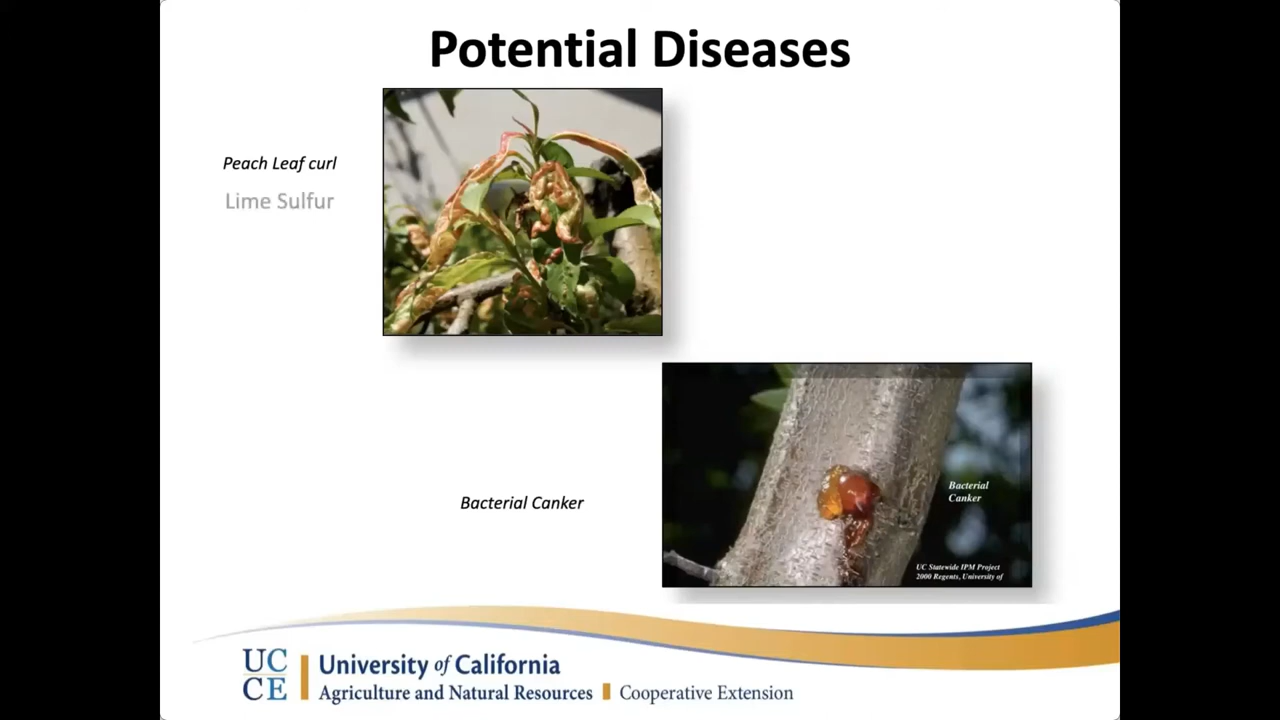 Potential Diseases
Peach Leaf curl
Lime Sulfur
Bacterial Canker
Bacterial
Canker
UC Statewide IPM Project
2000 Regents, University of
UC
CE
University of California
Agriculture and Natural Resources
Cooperative Extension